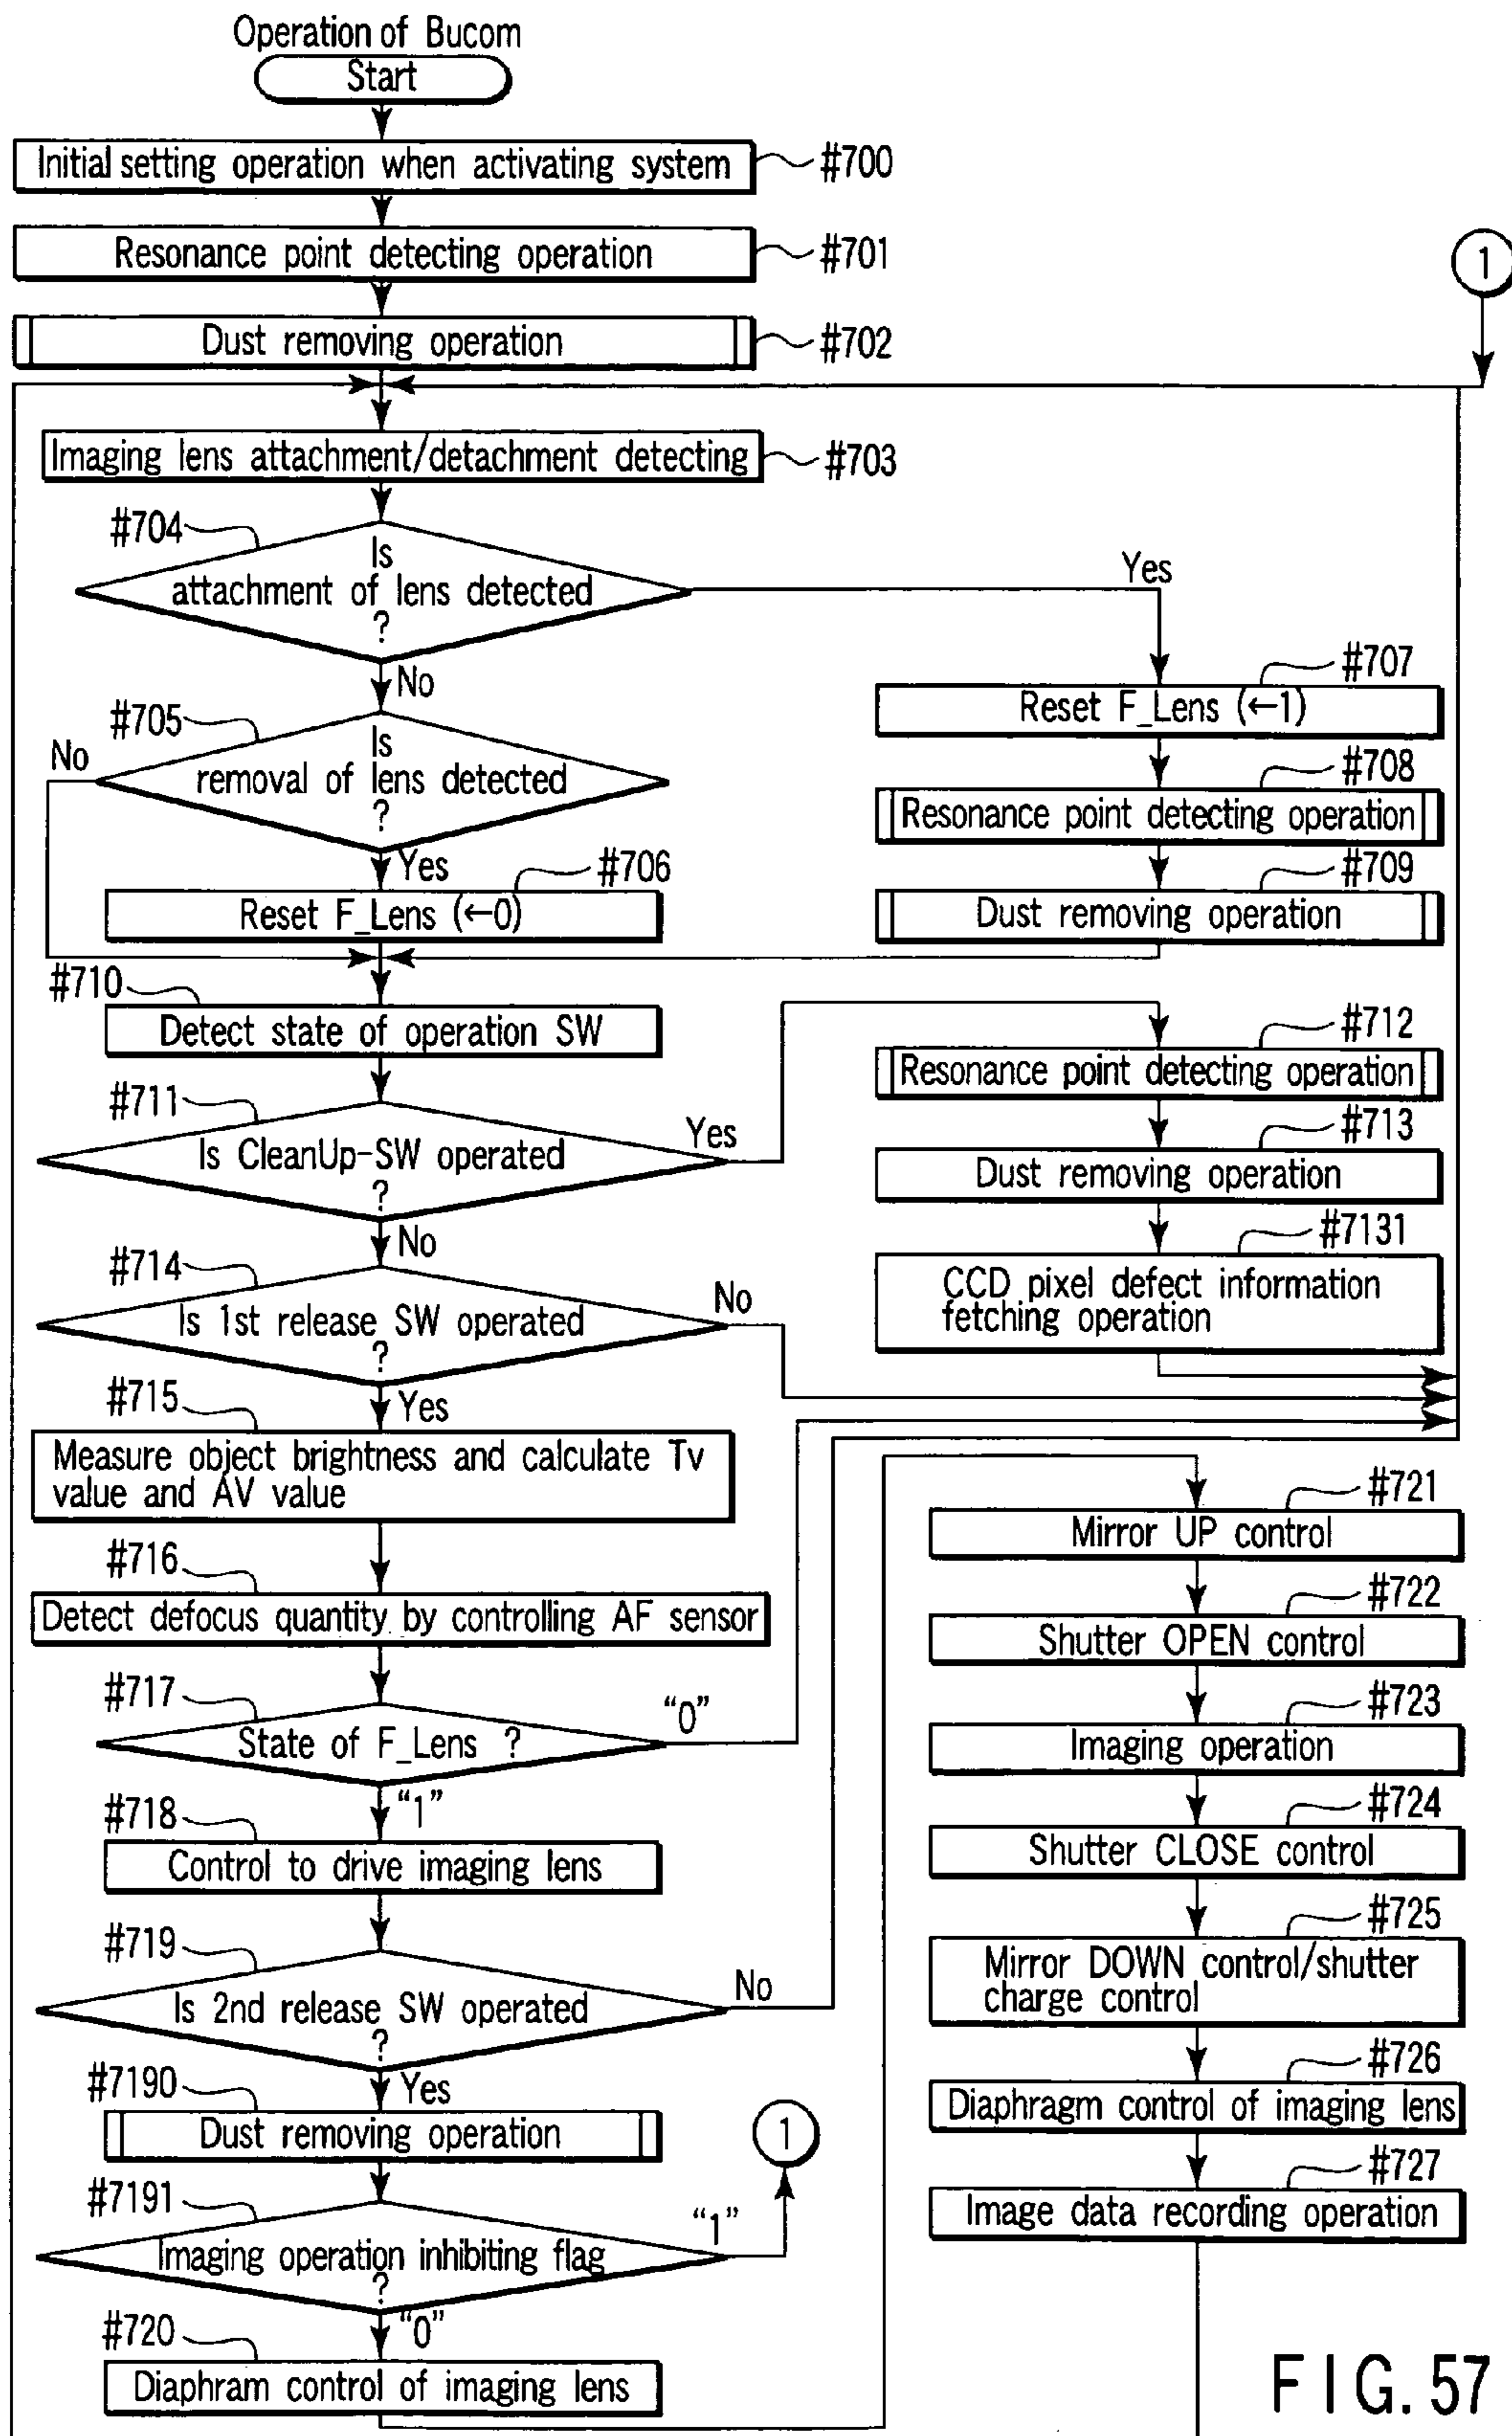 Operation of Bucom
Start
Initial setting operation when activating system
#700
Resonance point detecting operation
#701
1
Dust removing operation
#702
Imaging lens attachment/detachment detecting
#703
#704
Is
attachment of lens detected
?
Yes
No
#705
Is
removal of lens detected
?
No
Yes
#706
Reset F_Lens (←0)
#707
Reset F_Lens (←1)
#708
Resonance point detecting operation
#709
Dust removing operation
#710
Detect state of operation SW
#711
Is CleanUp-SW operated
?
Yes
No
#712
Resonance point detecting operation
#713
Dust removing operation
#7131
CCD pixel defect information
fetching operation
#714
Is 1st release SW operated
?
No
Yes
#715
Measure object brightness and calculate Tv
value and AV value
#716
Detect defocus quantity by controlling AF sensor
#717
State of F_Lens ?
“0”
“1”
#718
Control to drive imaging lens
#719
Is 2nd release SW operated
?
No
Yes
#7190
Dust removing operation
1
#7191
Imaging operation inhibiting flag
?
“1”
“0”
#720
Diaphram control of imaging lens
#721
Mirror UP control
#722
Shutter OPEN control
#723
Imaging operation
#724
Shutter CLOSE control
#725
Mirror DOWN control/shutter
charge control
#726
Diaphragm control of imaging lens
#727
Image data recording operation
FIG. 57